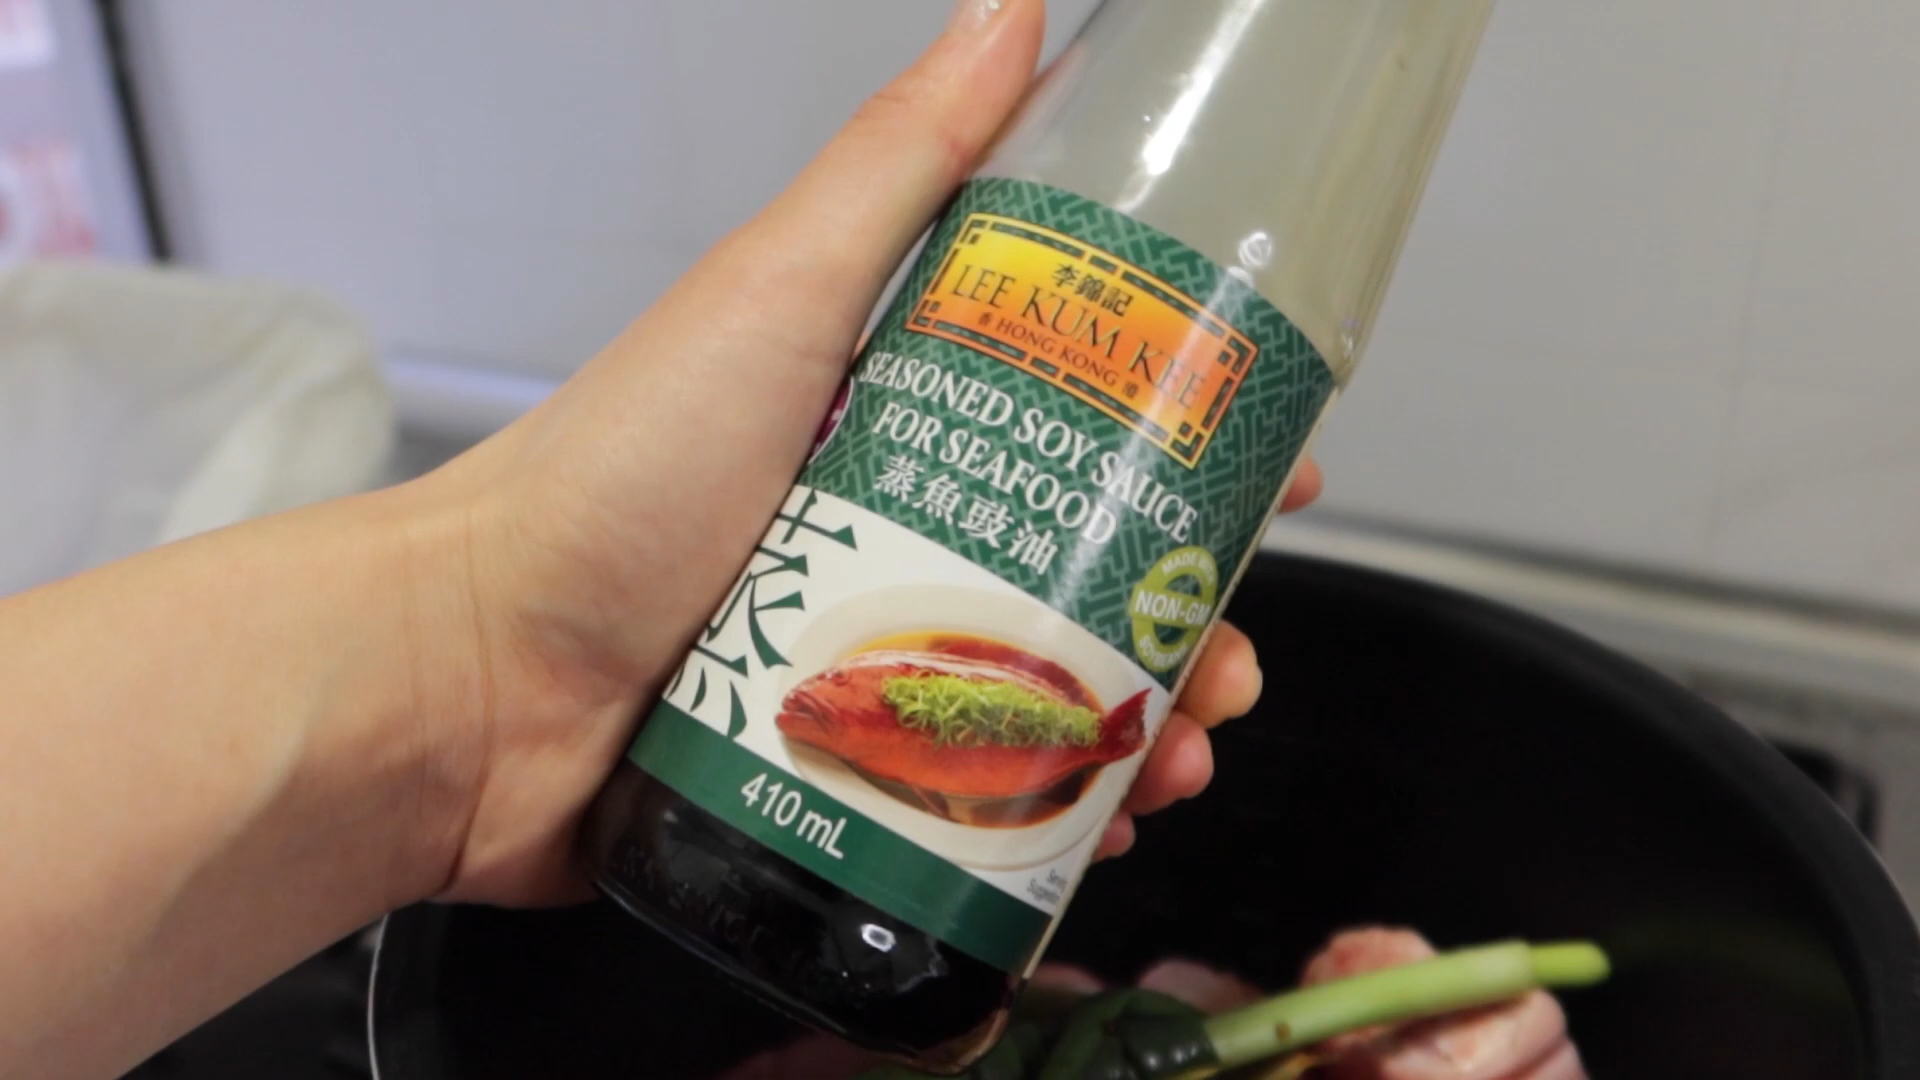 李錦記
LEE KUM KEE
香 HONG KONG 港
SEASONED SOY SAUCE
FOR SEAFOOD
蒸魚豉油
MADE
NON-GM
蒸
410 mL